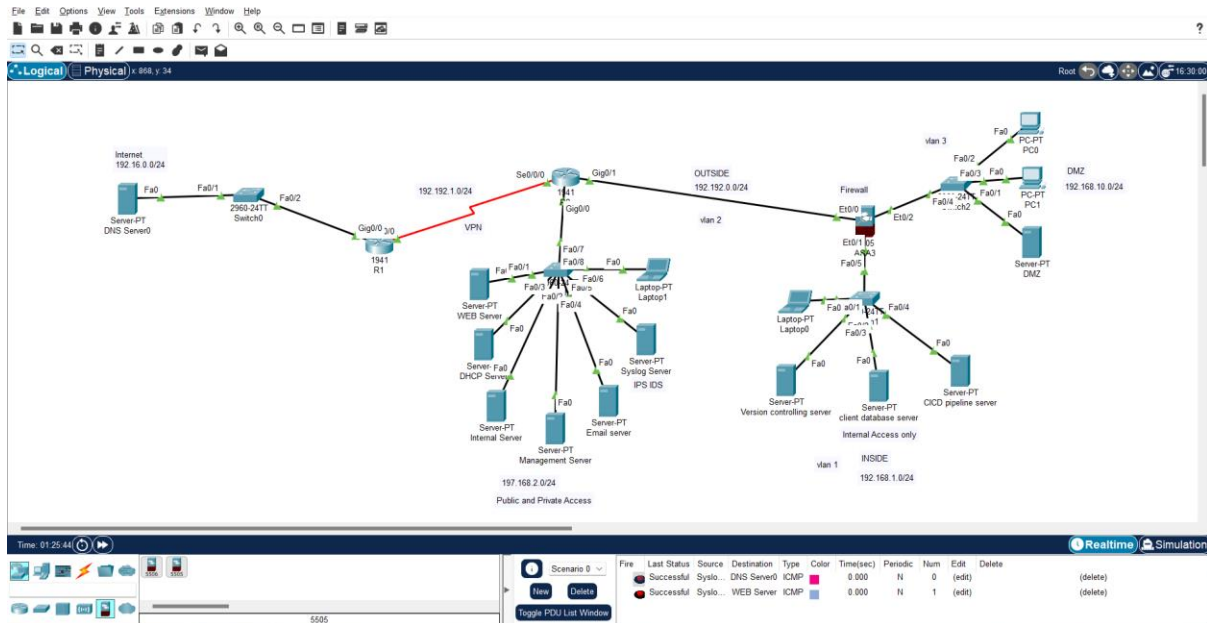 File Edit Options View Tools Extensions Window Help
?
Logical Physical x: 868, y: 34 Root 16:30:00
Internet
192.16.0.0/24
Fa0 Fa0/1
Server-PT
DNS Server0
2960-24TT
Switch0
Fa0/2
Gig0/0
1941
R1
192.192.1.0/24
VPN
Se0/0/0
1941
Gig0/1
Gig0/0
OUTSIDE
192.192.0.0/24
vlan 2
Fa0/7
Fa0/8
Fa0/1
Fa0/3
Fa0/6
Fa0/4
Fa0
Laptop-PT
Laptop1
Server-PT
WEB Server
Fa0
DHCP Server
Fa0
Server-PT
Internal Server
Fa0
Server-PT
Management Server
Fa0
Server-PT
Email server
Fa0
Server-PT
Syslog Server
IPS IDS
197.168.2.0/24
Public and Private Access
Firewall
Et0/0
Et0/2
Et0/1
vlan 3
Fa0/2
Fa0/3
Fa0/1
Fa0/4
Fa0
PC-PT
PC0
Fa0
PC-PT
PC1
DMZ
192.168.10.0/24
Fa0
Server-PT
DMZ
Fa0/5
Laptop-PT
Laptop0
Fa0
Fa0/4
Fa0/3
Fa0
Server-PT
Version controlling server
Fa0
Server-PT
client database server
Fa0
Server-PT
CICD pipeline server
Internal Access only
vlan 1
INSIDE
192.168.1.0/24
Time: 01:25:44 Realtime Simulation
5506 5505
5505
Scenario 0
New Delete
Toggle PDU List Window
Fire Last Status Source Destination Type Color Time(sec) Periodic Num Edit Delete
Successful Syslo... DNS Server0 ICMP 0.000 N 0 (edit) (delete)
Successful Syslo... WEB Server ICMP 0.000 N 1 (edit) (delete)